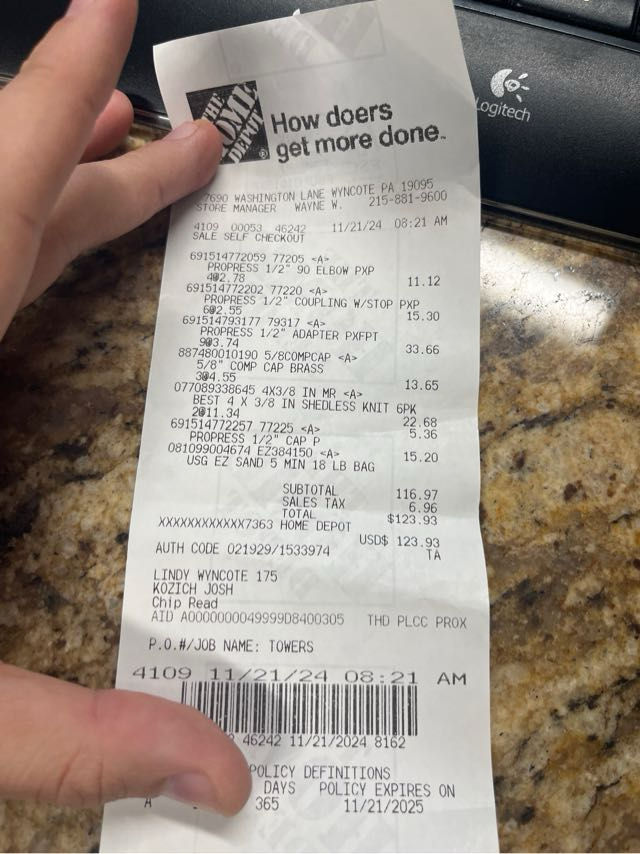 THE HOME DEPOT
How doers
get more done.
7690 WASHINGTON LANE WYNCOTE PA 19095
STORE MANAGER WAYNE W. 215-881-9600
4109 00053 46242 11/21/24 08:21 AM
SALE SELF CHECKOUT
691514772059 77205 <A>
PROPRESS 1/2" 90 ELBOW PXP
4@2.78 11.12
691514772202 77220 <A>
PROPRESS 1/2" COUPLING W/STOP PXP
6@2.55 15.30
691514793177 79317 <A>
PROPRESS 1/2" ADAPTER PXFPT
9@3.74 33.66
887480010190 5/8COMPCAP <A>
5/8" COMP CAP BRASS
3@4.55 13.65
077089338645 4X3/8 IN MR <A>
BEST 4 X 3/8 IN SHEDLESS KNIT 6PK
2@11.34 22.68
691514772257 77225 <A> 5.36
PROPRESS 1/2" CAP P
081099004674 EZ384150 <A> 15.20
USG EZ SAND 5 MIN 18 LB BAG
SUBTOTAL 116.97
SALES TAX 6.96
TOTAL $123.93
XXXXXXXXXXXX7363 HOME DEPOT
USD$ 123.93
AUTH CODE 021929/1533974 TA
LINDY WYNCOTE 175
KOZICH JOSH
Chip Read
AID A0000000049999D8400305 THD PLCC PROX
P.O.#/JOB NAME: TOWERS
4109 11/21/24 08:21 AM
46242 11/21/2024 8162
POLICY DEFINITIONS
DAYS POLICY EXPIRES ON
A 365 11/21/2025
Logitech